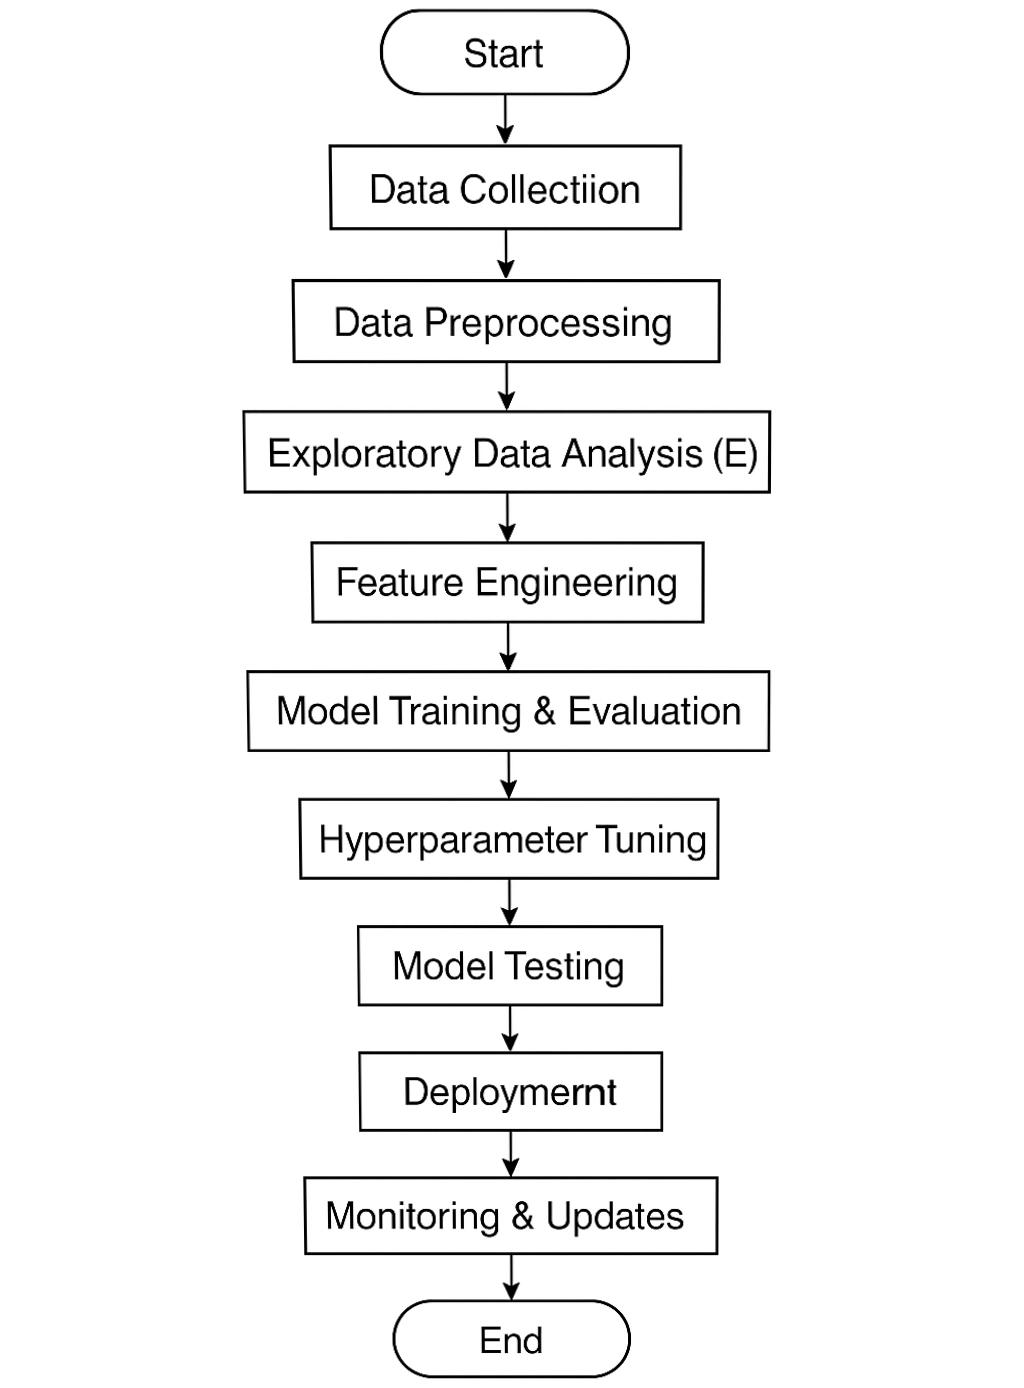 Start
Data Collectiion
Data Preprocessing
Exploratory Data Analysis (E)
Feature Engineering
Model Training & Evaluation
Hyperparameter Tuning
Model Testing
Deploymernt
Monitoring & Updates
End